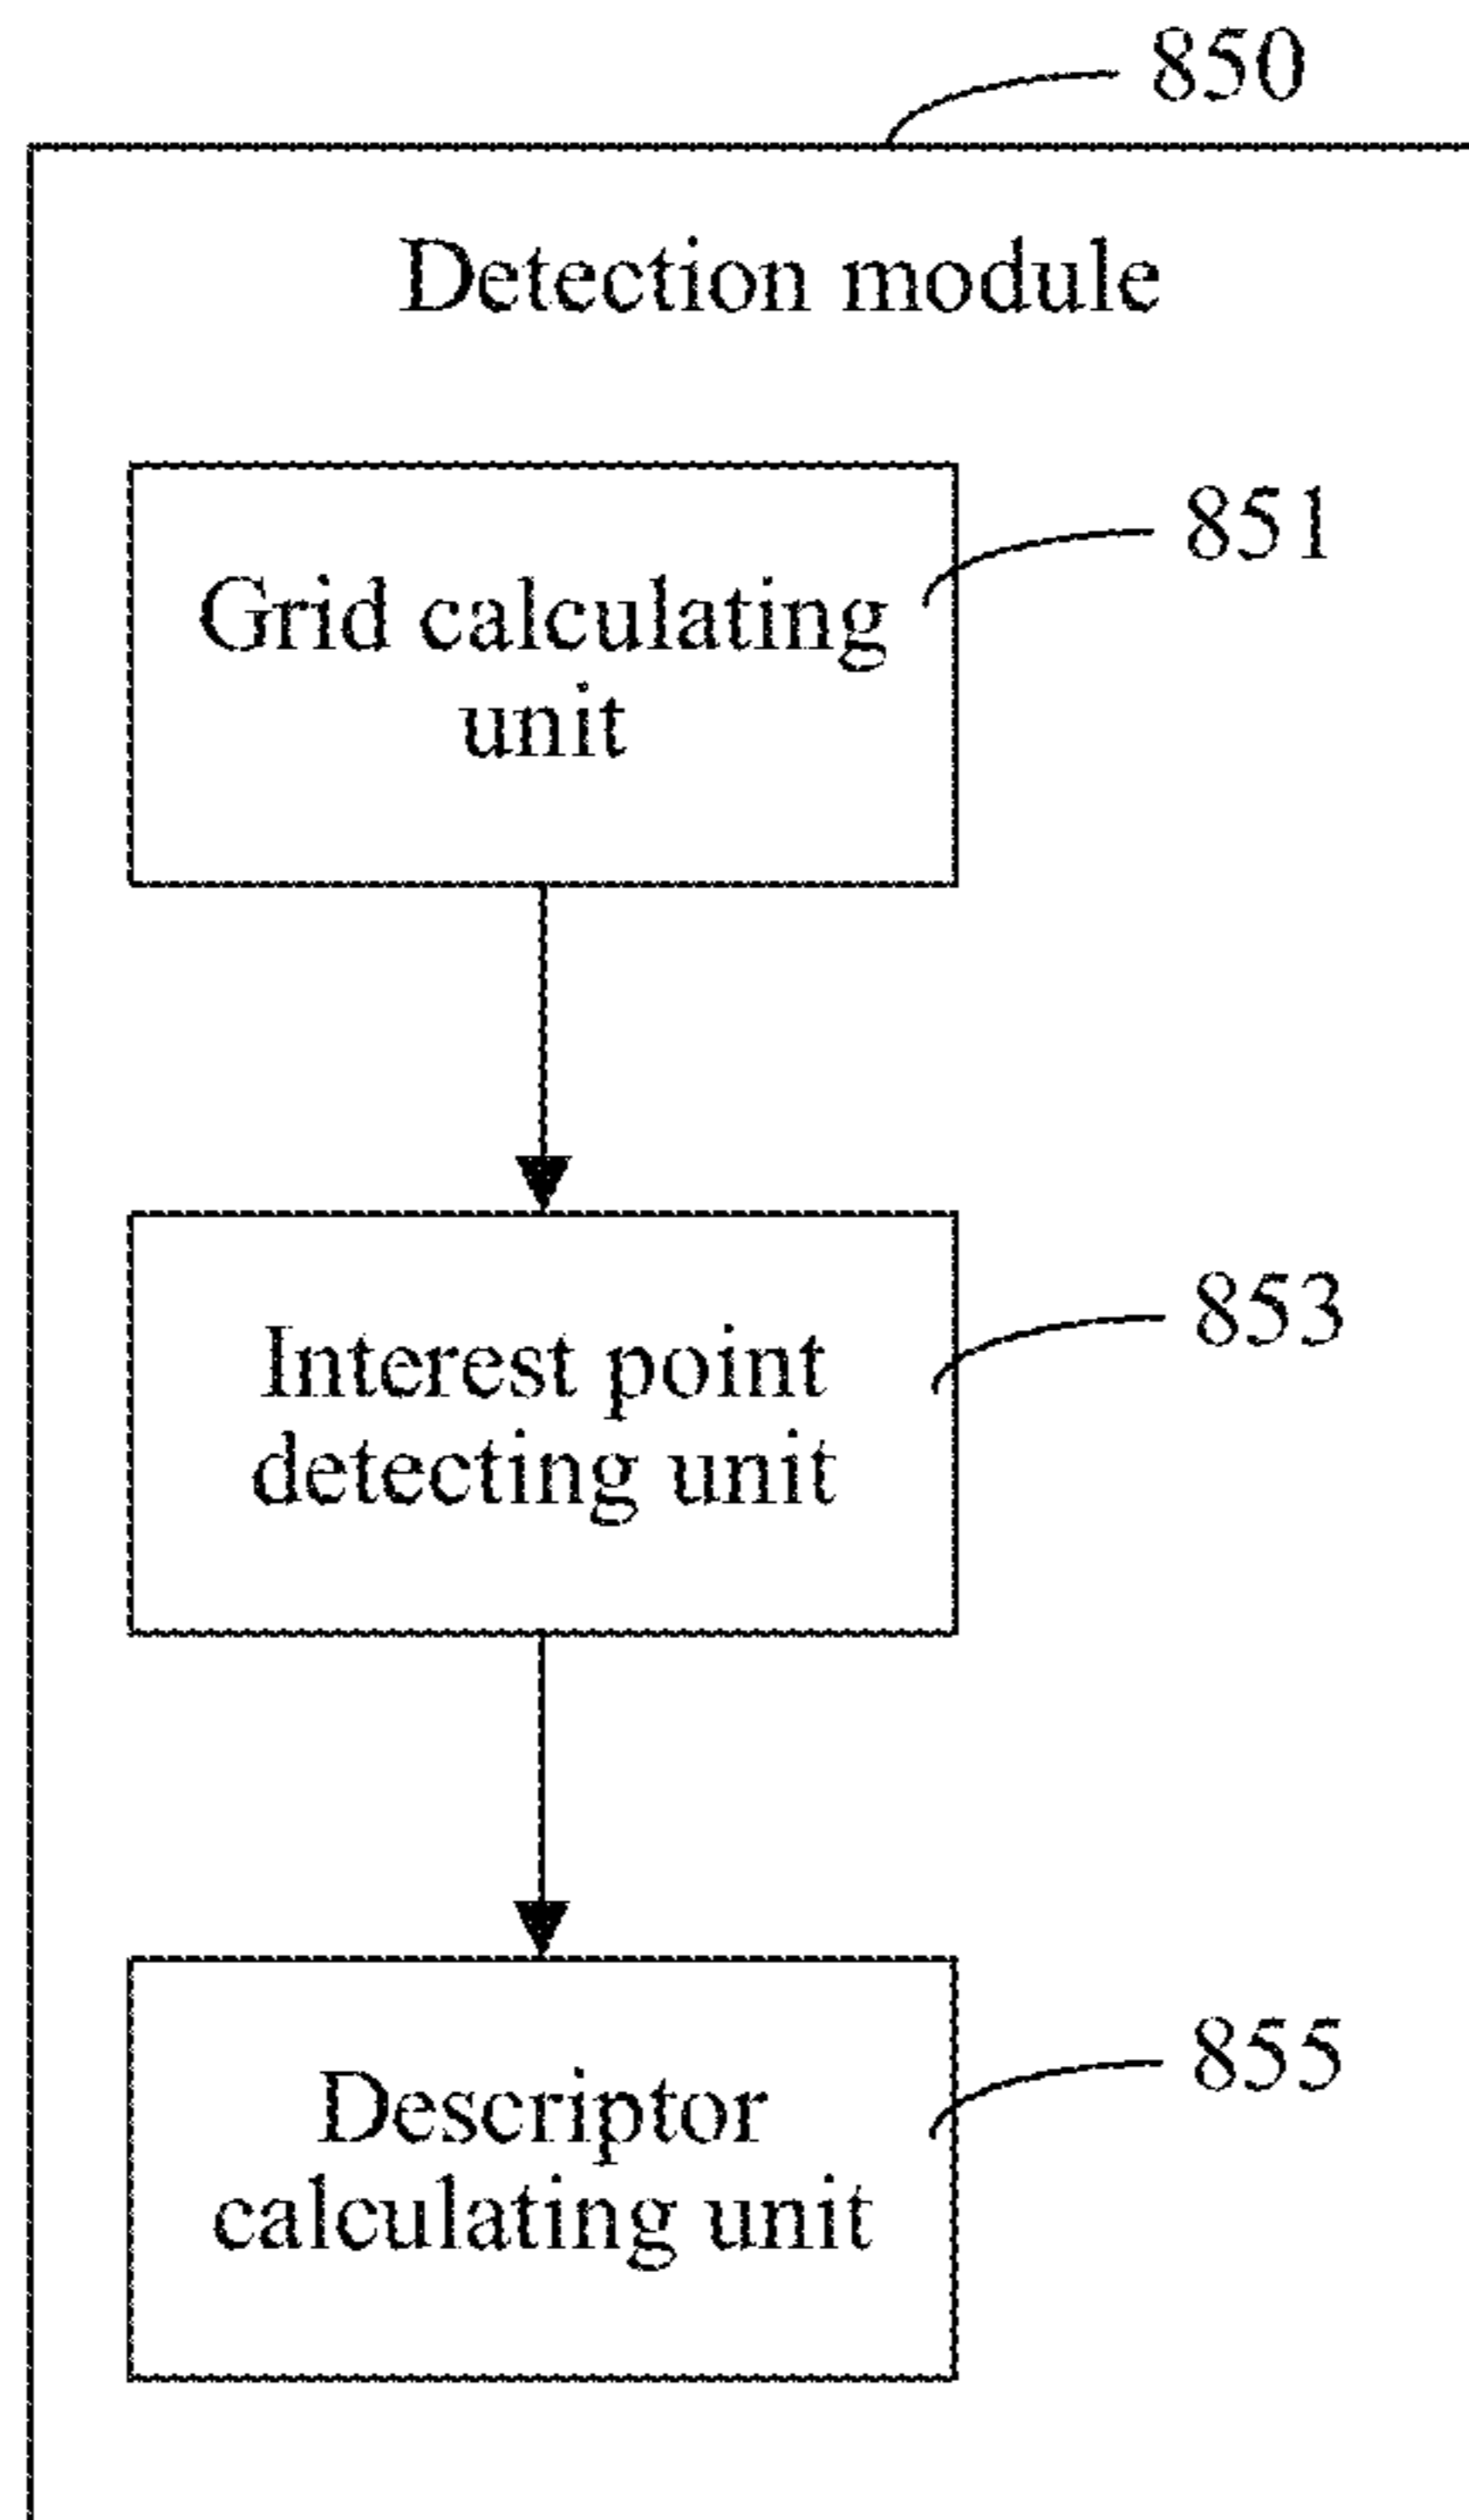 850
Detection module
851
Grid calculating
unit
853
Interest point
detecting unit
855
Descriptor
calculating unit